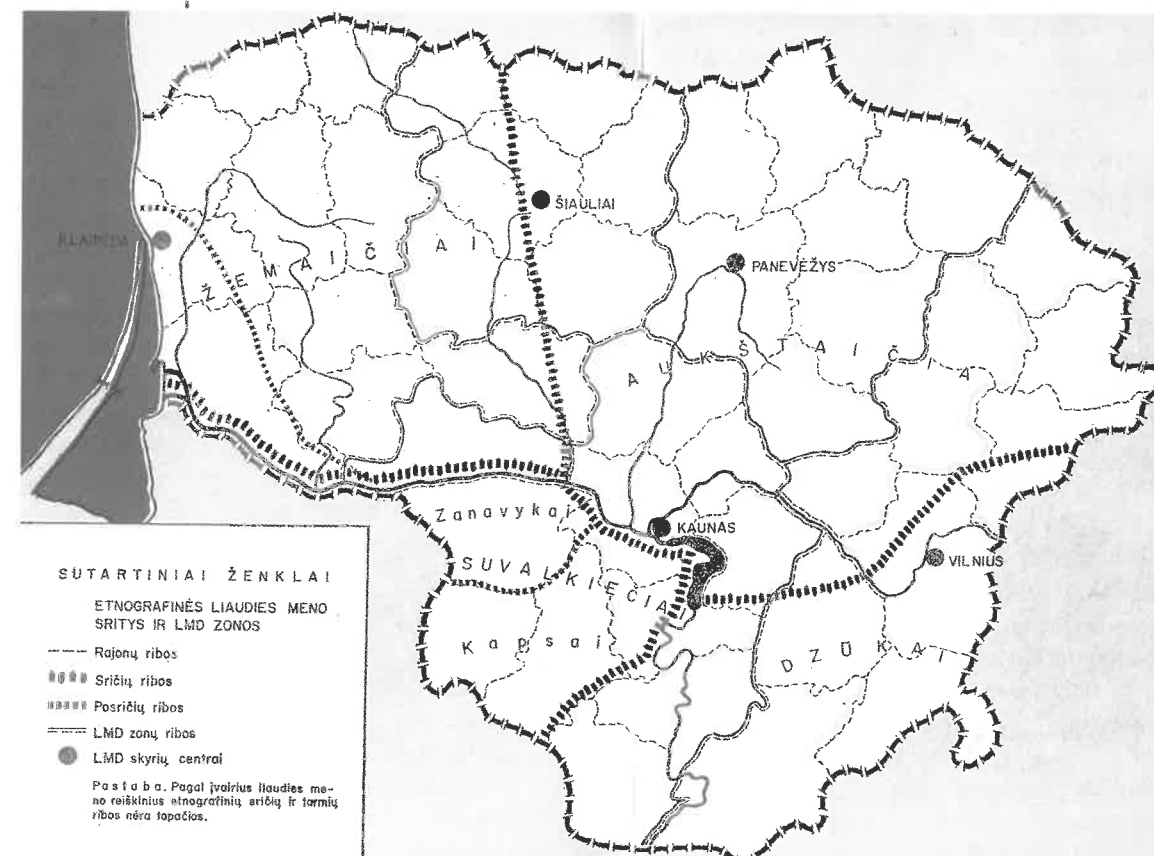 ŠIAULIAI
KLAIPĖDA
PANEVĖŽYS
ŽEMAIČIAI
AUKŠTAIČIAI
Zanavykai
KAUNAS
VILNIUS
SUVALKIEČIAI
Kapsai
DZŪKAI
SUTARTINIAI ŽENKLAI
ETNOGRAFINĖS LIAUDIES MENO
SRITYS IR LMD ZONOS
Rajonų ribos
Sričių ribos
Posričių ribos
LMD zonų ribos
LMD skyrių centrai
Pastaba. Pagal įvairius liaudies me-
no reiškinius etnografinių sričių ir tarmių
ribos nėra tapačios.